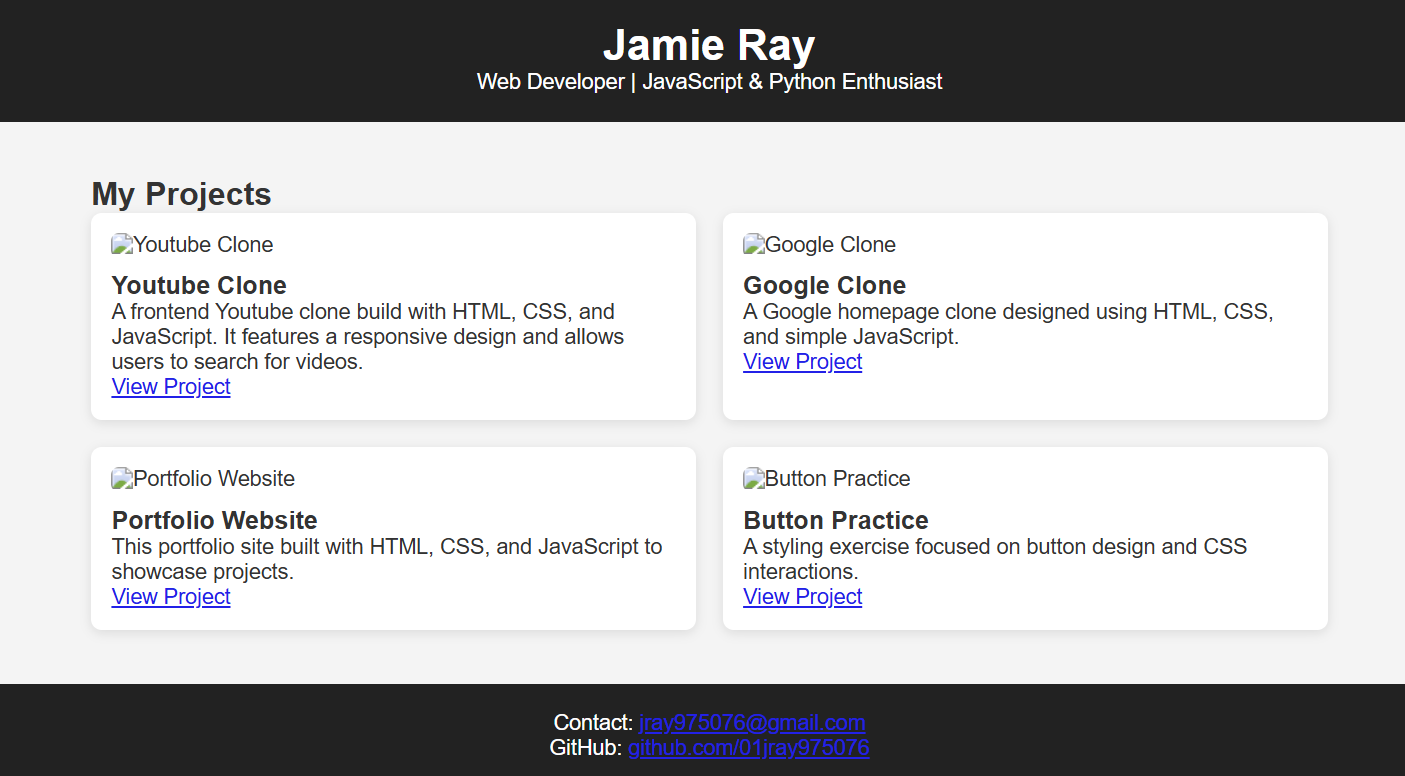 Jamie Ray
Web Developer | JavaScript & Python Enthusiast
My Projects
Youtube Clone
Youtube Clone
A frontend Youtube clone build with HTML, CSS, and
JavaScript. It features a responsive design and allows
users to search for videos.
View Project
Google Clone
Google Clone
A Google homepage clone designed using HTML, CSS,
and simple JavaScript.
View Project
Portfolio Website
Portfolio Website
This portfolio site built with HTML, CSS, and JavaScript to
showcase projects.
View Project
Button Practice
Button Practice
A styling exercise focused on button design and CSS
interactions.
View Project
Contact: jray975076@gmail.com
GitHub: github.com/01jray975076